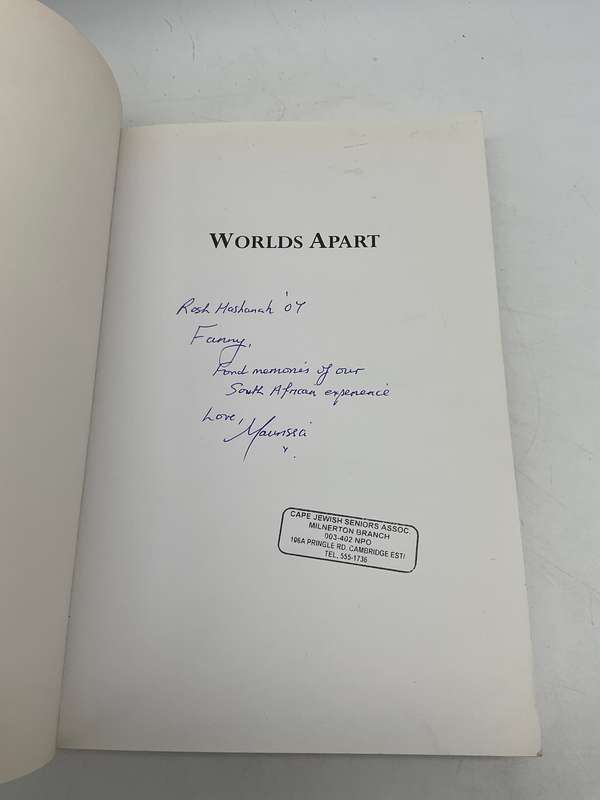 WORLDS APART
Rosh Hashanah '07
Fanny,
Fond memories of our
South African experience
Love,
CAPE JEWISH SENIORS ASSOC
MILNERTON BRANCH
003-402 NPO
106A PRINGLE RD, CAMBRIDGE EST/
TEL. 555-1736